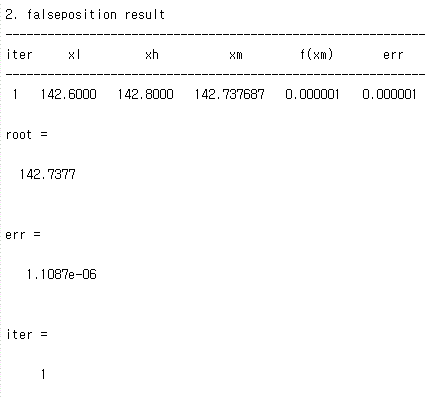 2. falseposition result
------------------------------------------------------------
iter xl xh xm f(xm) err
------------------------------------------------------------
1 142.6000 142.8000 142.737687 0.000001 0.000001
root =
142.7377
err =
1.1087e-06
iter =
1